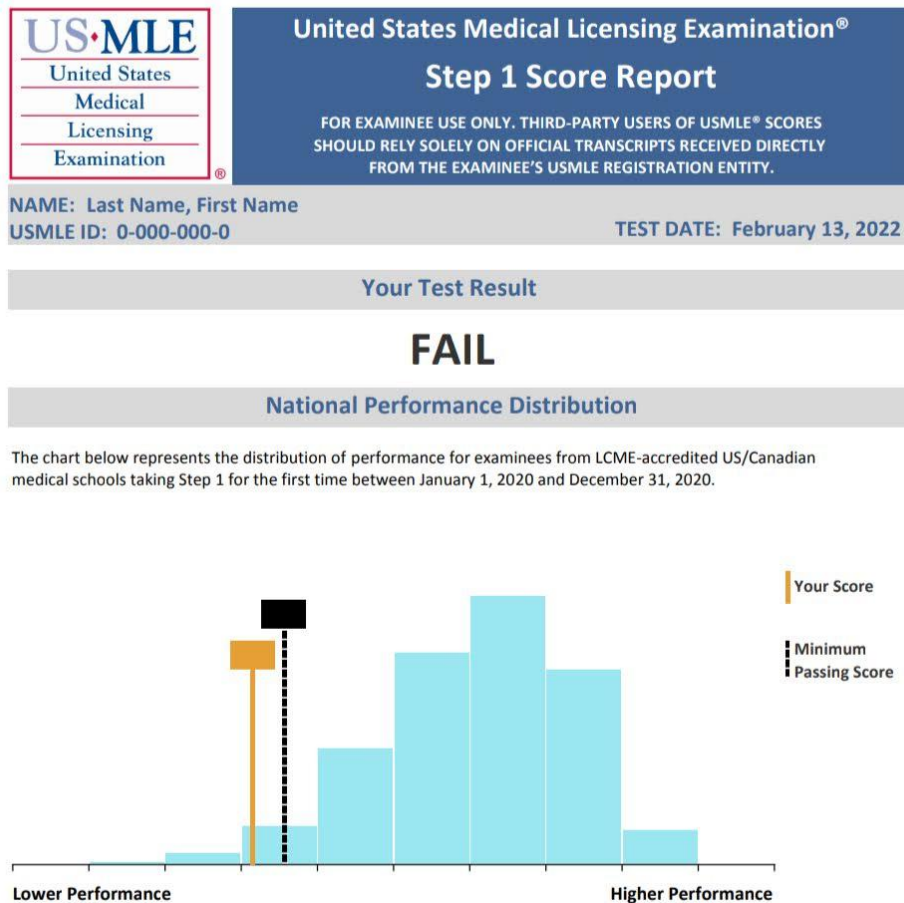 US•MLE
United States
Medical
Licensing
Examination
®
United States Medical Licensing Examination®
Step 1 Score Report
FOR EXAMINEE USE ONLY. THIRD-PARTY USERS OF USMLE® SCORES
SHOULD RELY SOLELY ON OFFICIAL TRANSCRIPTS RECEIVED DIRECTLY
FROM THE EXAMINEE'S USMLE REGISTRATION ENTITY.
NAME: Last Name, First Name
USMLE ID: 0-000-000-0
TEST DATE: February 13, 2022
Your Test Result
FAIL
National Performance Distribution
The chart below represents the distribution of performance for examinees from LCME-accredited US/Canadian
medical schools taking Step 1 for the first time between January 1, 2020 and December 31, 2020.
Your Score
Minimum
Passing Score
Lower Performance
Higher Performance